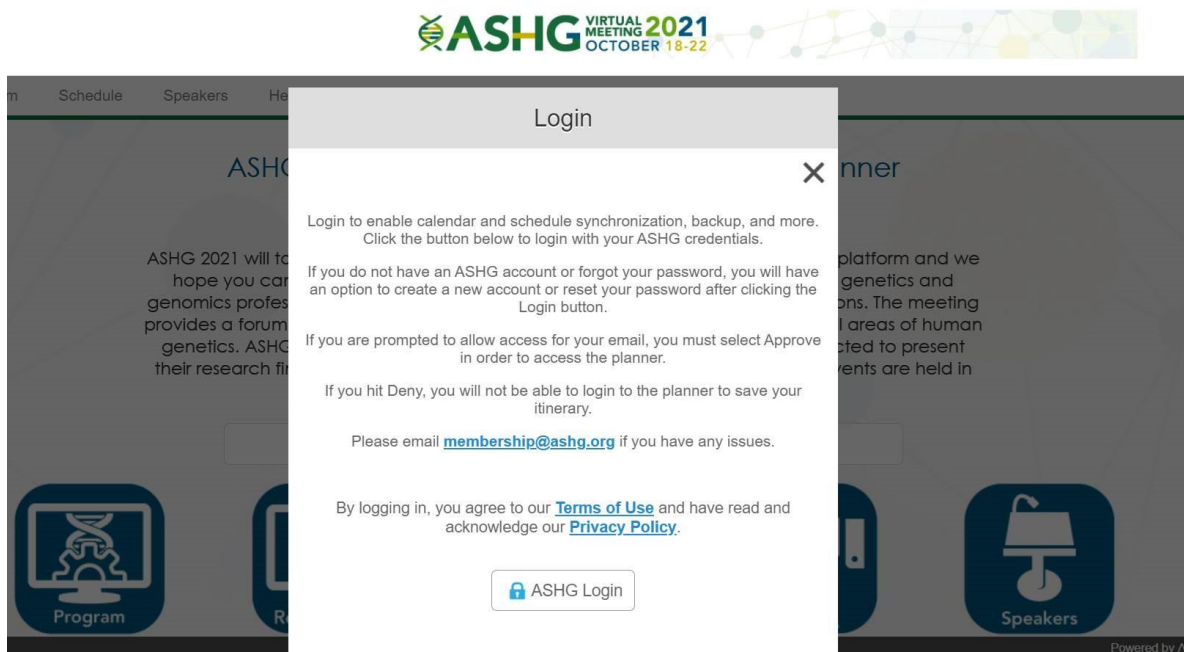 ASHG VIRTUAL MEETING 2021
OCTOBER 18-22
Schedule Speakers
Login
ASHG
nner
Login to enable calendar and schedule synchronization, backup, and more.
Click the button below to login with your ASHG credentials.
ASHG 2021 will
platform and we
If you do not have an ASHG account or forgot your password, you will have
hope you
genetics and
an option to create a new account or reset your password after clicking the
genomics
The meeting
Login button.
provides a forum
areas of human
If you are prompted to allow access for your email, you must select Approve
genetics. ASHG
to present
in order to access the planner.
their research
are held in
If you hit Deny, you will not be able to login to the planner to save your
itinerary.
Please email membership@ashg.org if you have any issues.
By logging in, you agree to our Terms of Use and have read and
acknowledge our Privacy Policy.
ASHG Login
Program
Speakers
Powered by